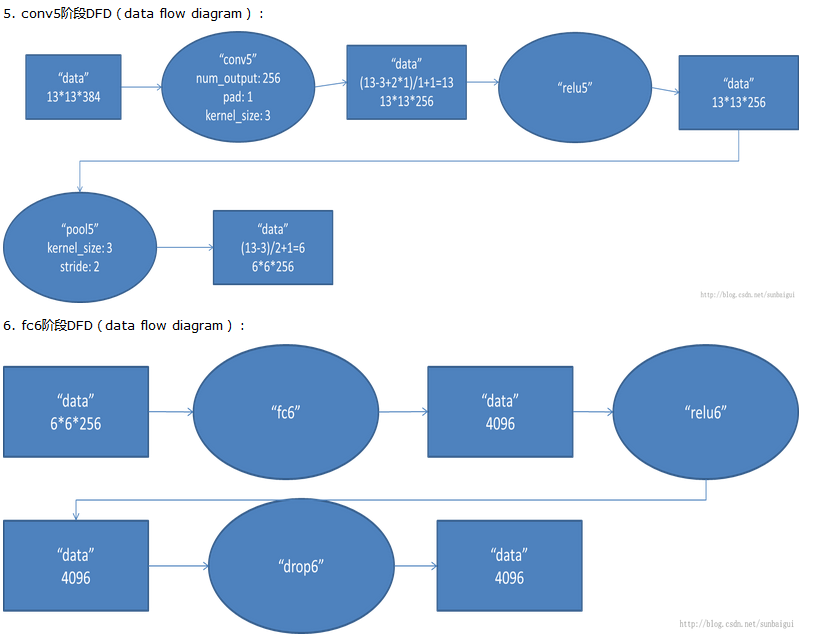 5. conv5阶段DFD（data flow diagram）：
“data”
13*13*384
“conv5”
num_output: 256
pad: 1
kernel_size: 3
“data”
(13-3+2*1)/1+1=13
13*13*256
“relu5”
“data”
13*13*256
“pool5”
kernel_size: 3
stride: 2
“data”
(13-3)/2+1=6
6*6*256
http://blog.csdn.net/sunbaigui
6. fc6阶段DFD（data flow diagram）：
“data”
6*6*256
“fc6”
“data”
4096
“relu6”
“data”
4096
“drop6”
“data”
4096
http://blog.csdn.net/sunbaigui